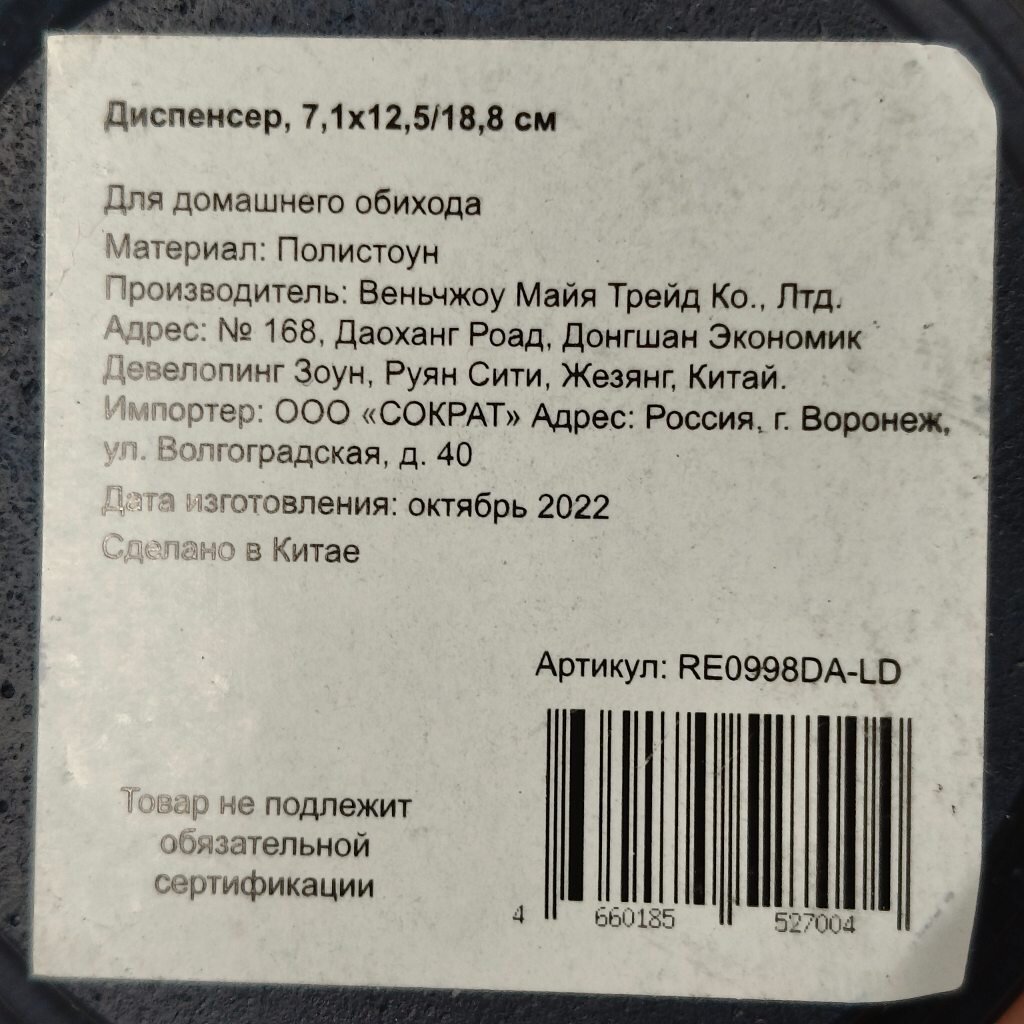 Диспенсер, 7,1х12,5/18,8 см
Для домашнего обихода
Материал: Полистоун
Производитель: Веньчжоу Майя Трейд Ко., Лтд.
Адрес: № 168, Даоханг Роад, Донгшан Экономик
Девелопинг Зоун, Руян Сити, Жезянг, Китай.
Импортер: ООО «СОКРАТ» Адрес: Россия, г. Воронеж,
ул. Волгоградская, д. 40
Дата изготовления: октябрь 2022
Сделано в Китае
Артикул: RE0998DA-LD
Товар не подлежит
обязательной
сертификации
4 660185 527004